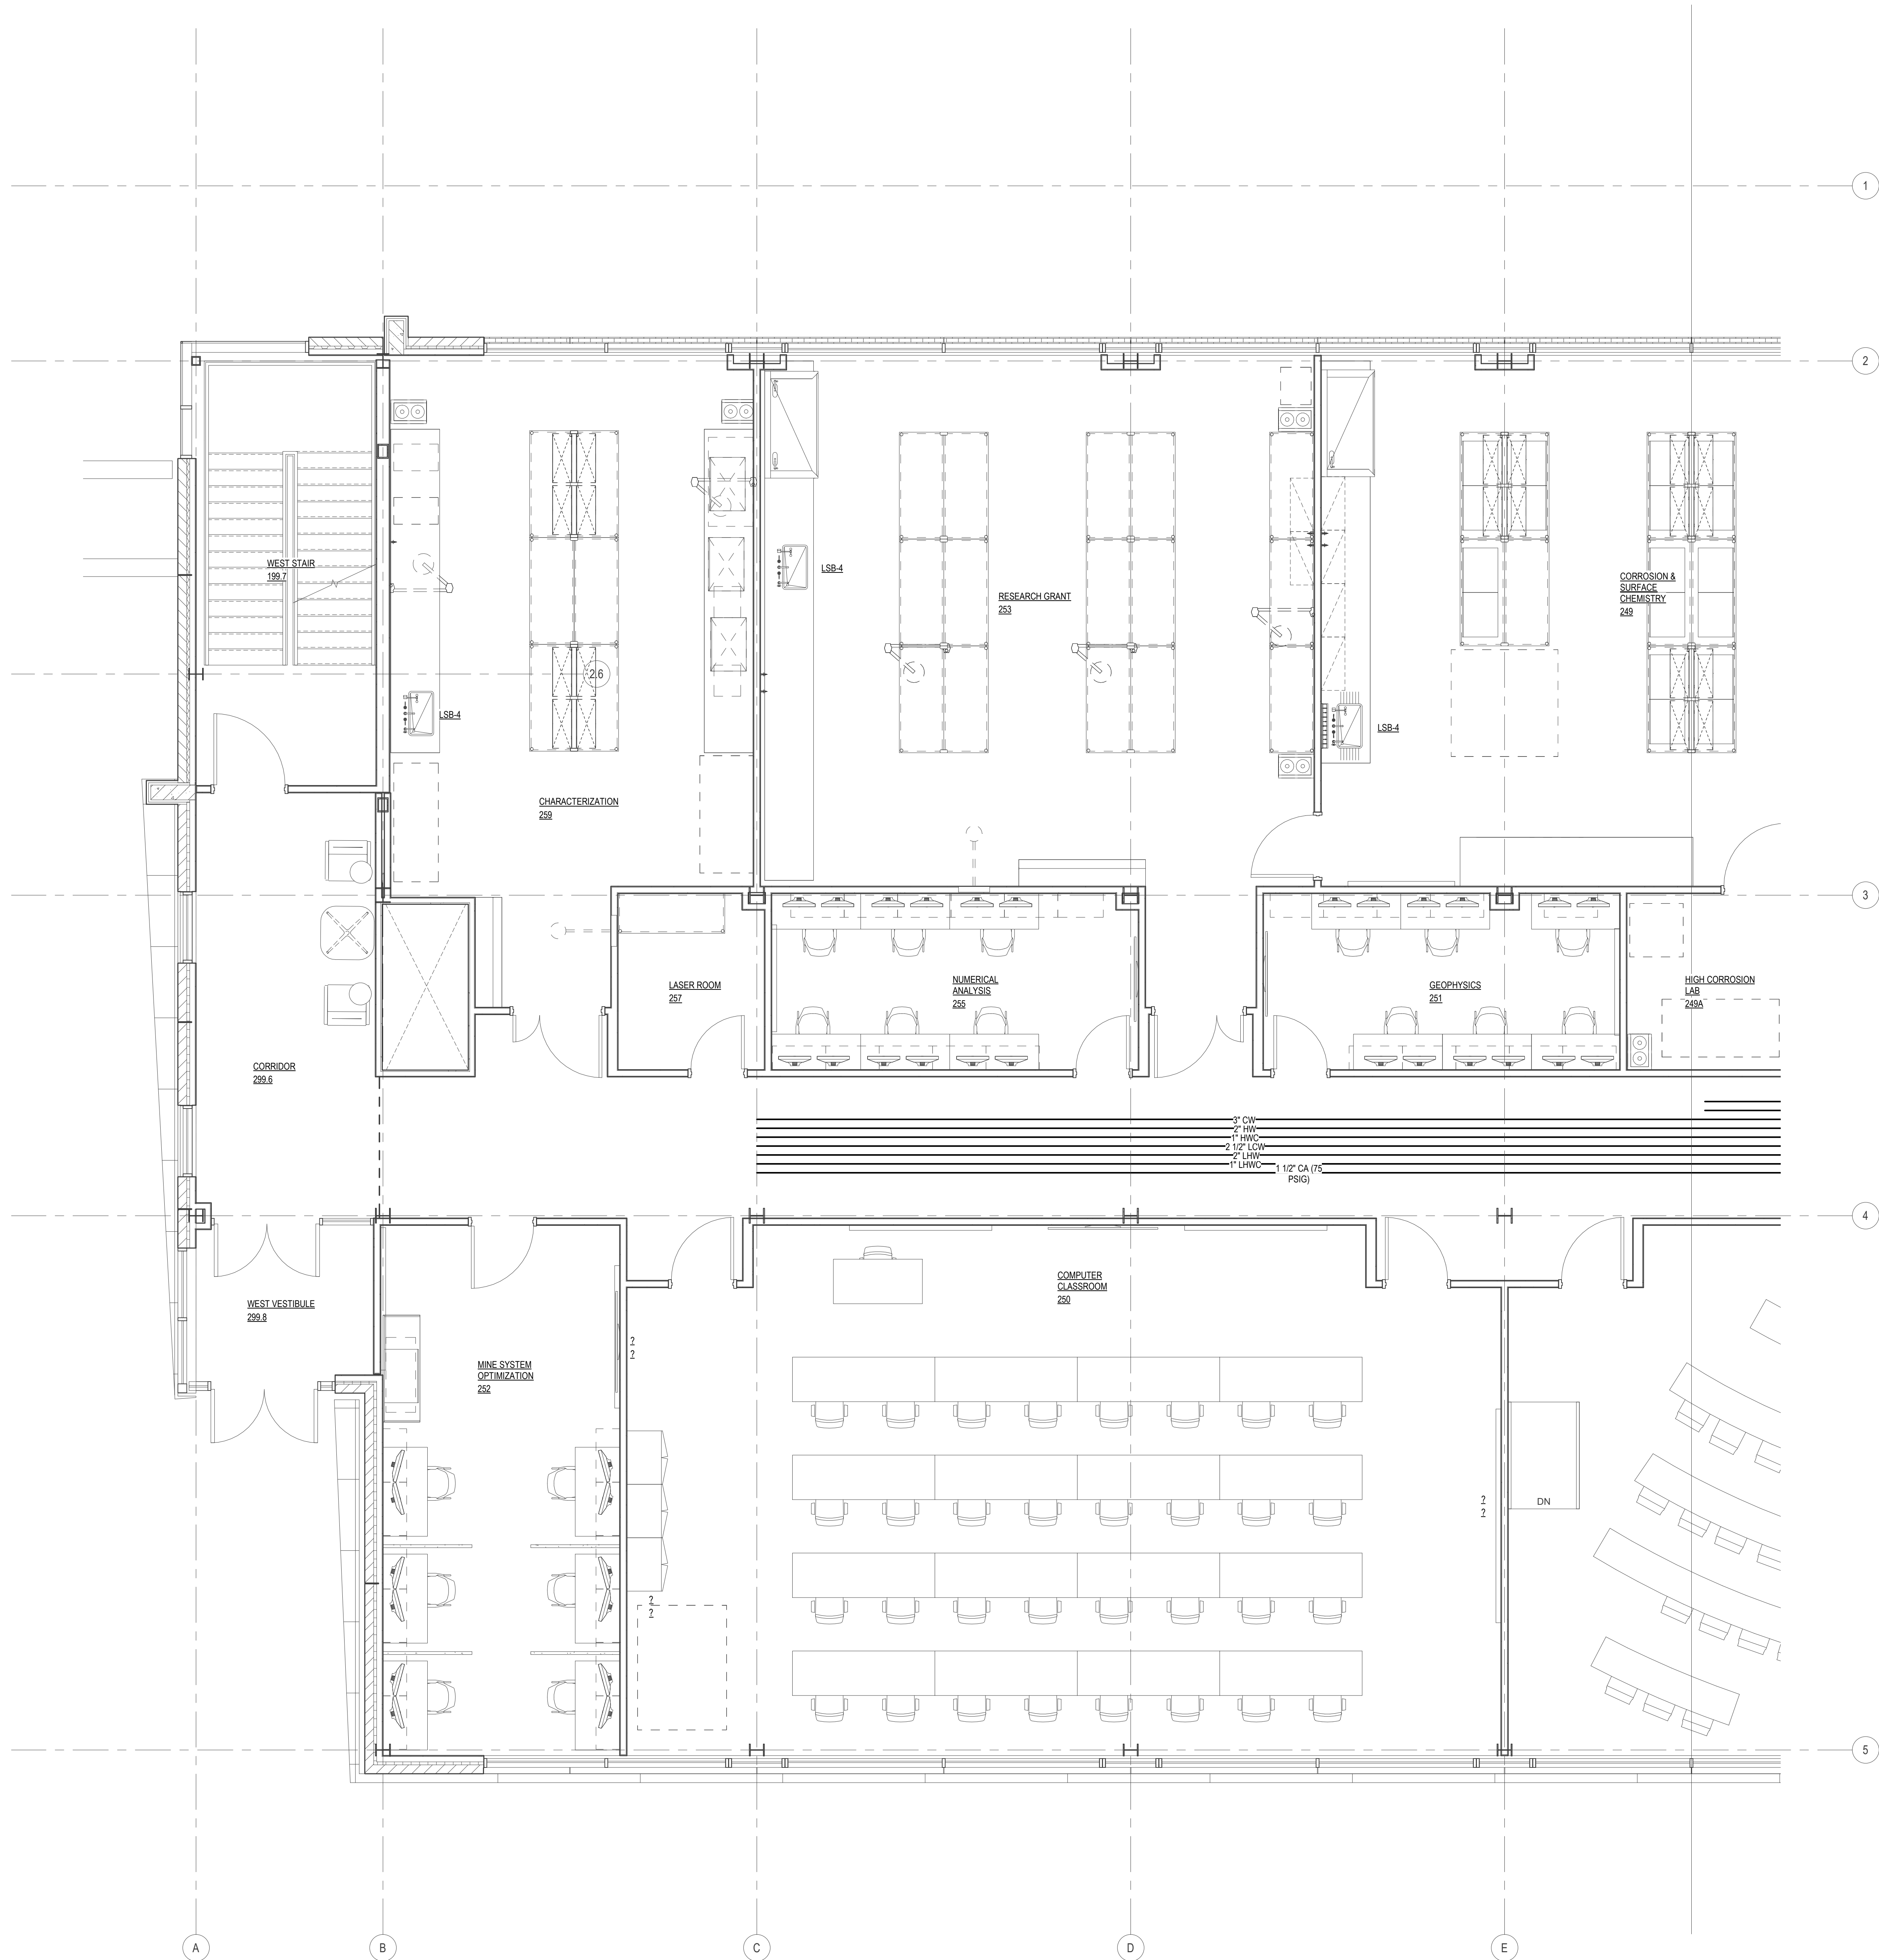 1
2
WEST STAIR
199.7
LSB-4
RESEARCH GRANT
253
CORROSION &
SURFACE
CHEMISTRY
249
2.6
LSB-4
LSB-4
CHARACTERIZATION
259
3
LASER ROOM
257
NUMERICAL
ANALYSIS
255
GEOPHYSICS
251
HIGH CORROSION
LAB
249A
CORRIDOR
299.6
3" CW
2" HW
1" HWC
2 1/2" LCW
2" LHW
1" LHWC
1 1/2" CA (75
PSIG)
4
WEST VESTIBULE
299.8
COMPUTER
CLASSROOM
250
?
?
MINE SYSTEM
OPTIMIZATION
252
?
?
DN
?
?
5
A
B
C
D
E